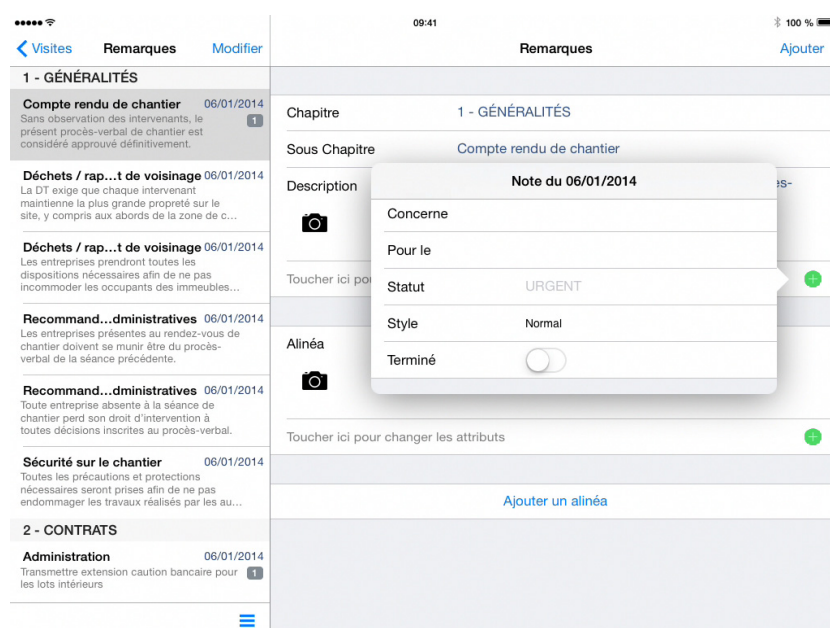 09:41
100 %
Visites
Remarques
Modifier
Remarques
Ajouter
1 - GÉNÉRALITÉS
Compte rendu de chantier 06/01/2014
Sans observation des intervenants, le
présent procès-verbal de chantier est
considéré approuvé définitivement.
1
Déchets / rap…t de voisinage 06/01/2014
La DT exige que chaque intervenant
maintienne la plus grande propreté sur le
site, y compris aux abords de la zone de c…
Déchets / rap…t de voisinage 06/01/2014
Les entreprises prendront toutes les
dispositions nécessaires afin de ne pas
incommoder les occupants des immeubles…
Recommand…dministratives 06/01/2014
Les entreprises présentes au rendez-vous de
chantier doivent se munir être du procès-
verbal de la séance précédente.
Recommand…dministratives 06/01/2014
Toute entreprise absente à la séance de
chantier perd son droit d'intervention à
toutes décisions inscrites au procès-verbal.
Sécurité sur le chantier 06/01/2014
Toutes les précautions et protections
nécessaires seront prises afin de ne pas
endommager les travaux réalisés par les au…
2 - CONTRATS
Administration 06/01/2014
Transmettre extension caution bancaire pour
les lots intérieurs
1
Chapitre 1 - GÉNÉRALITÉS
Sous Chapitre Compte rendu de chantier
Description
es-
Toucher ici pou
Note du 06/01/2014
Concerne
Pour le
Statut URGENT
Style Normal
Terminé
Alinéa
Toucher ici pour changer les attributs
Ajouter un alinéa